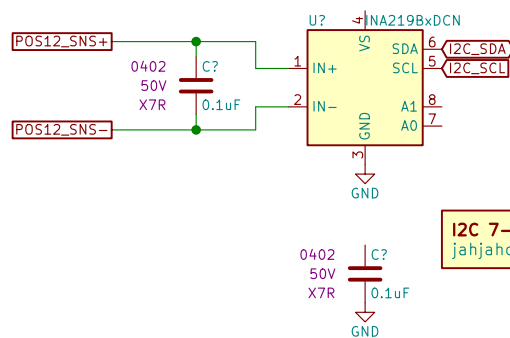 U? 4 INA219BxDCN
VS
POS12_SNS+
SDA 6 I2C_SDA
0402 C? 1 IN+ SCL 5 I2C_SCL
50V
X7R 0.1uF 2 IN- A1 8
A0 7
POS12_SNS-
GND
3
GND
I2C 7-
0402 C?
jahjaho
50V
X7R 0.1uF
GND